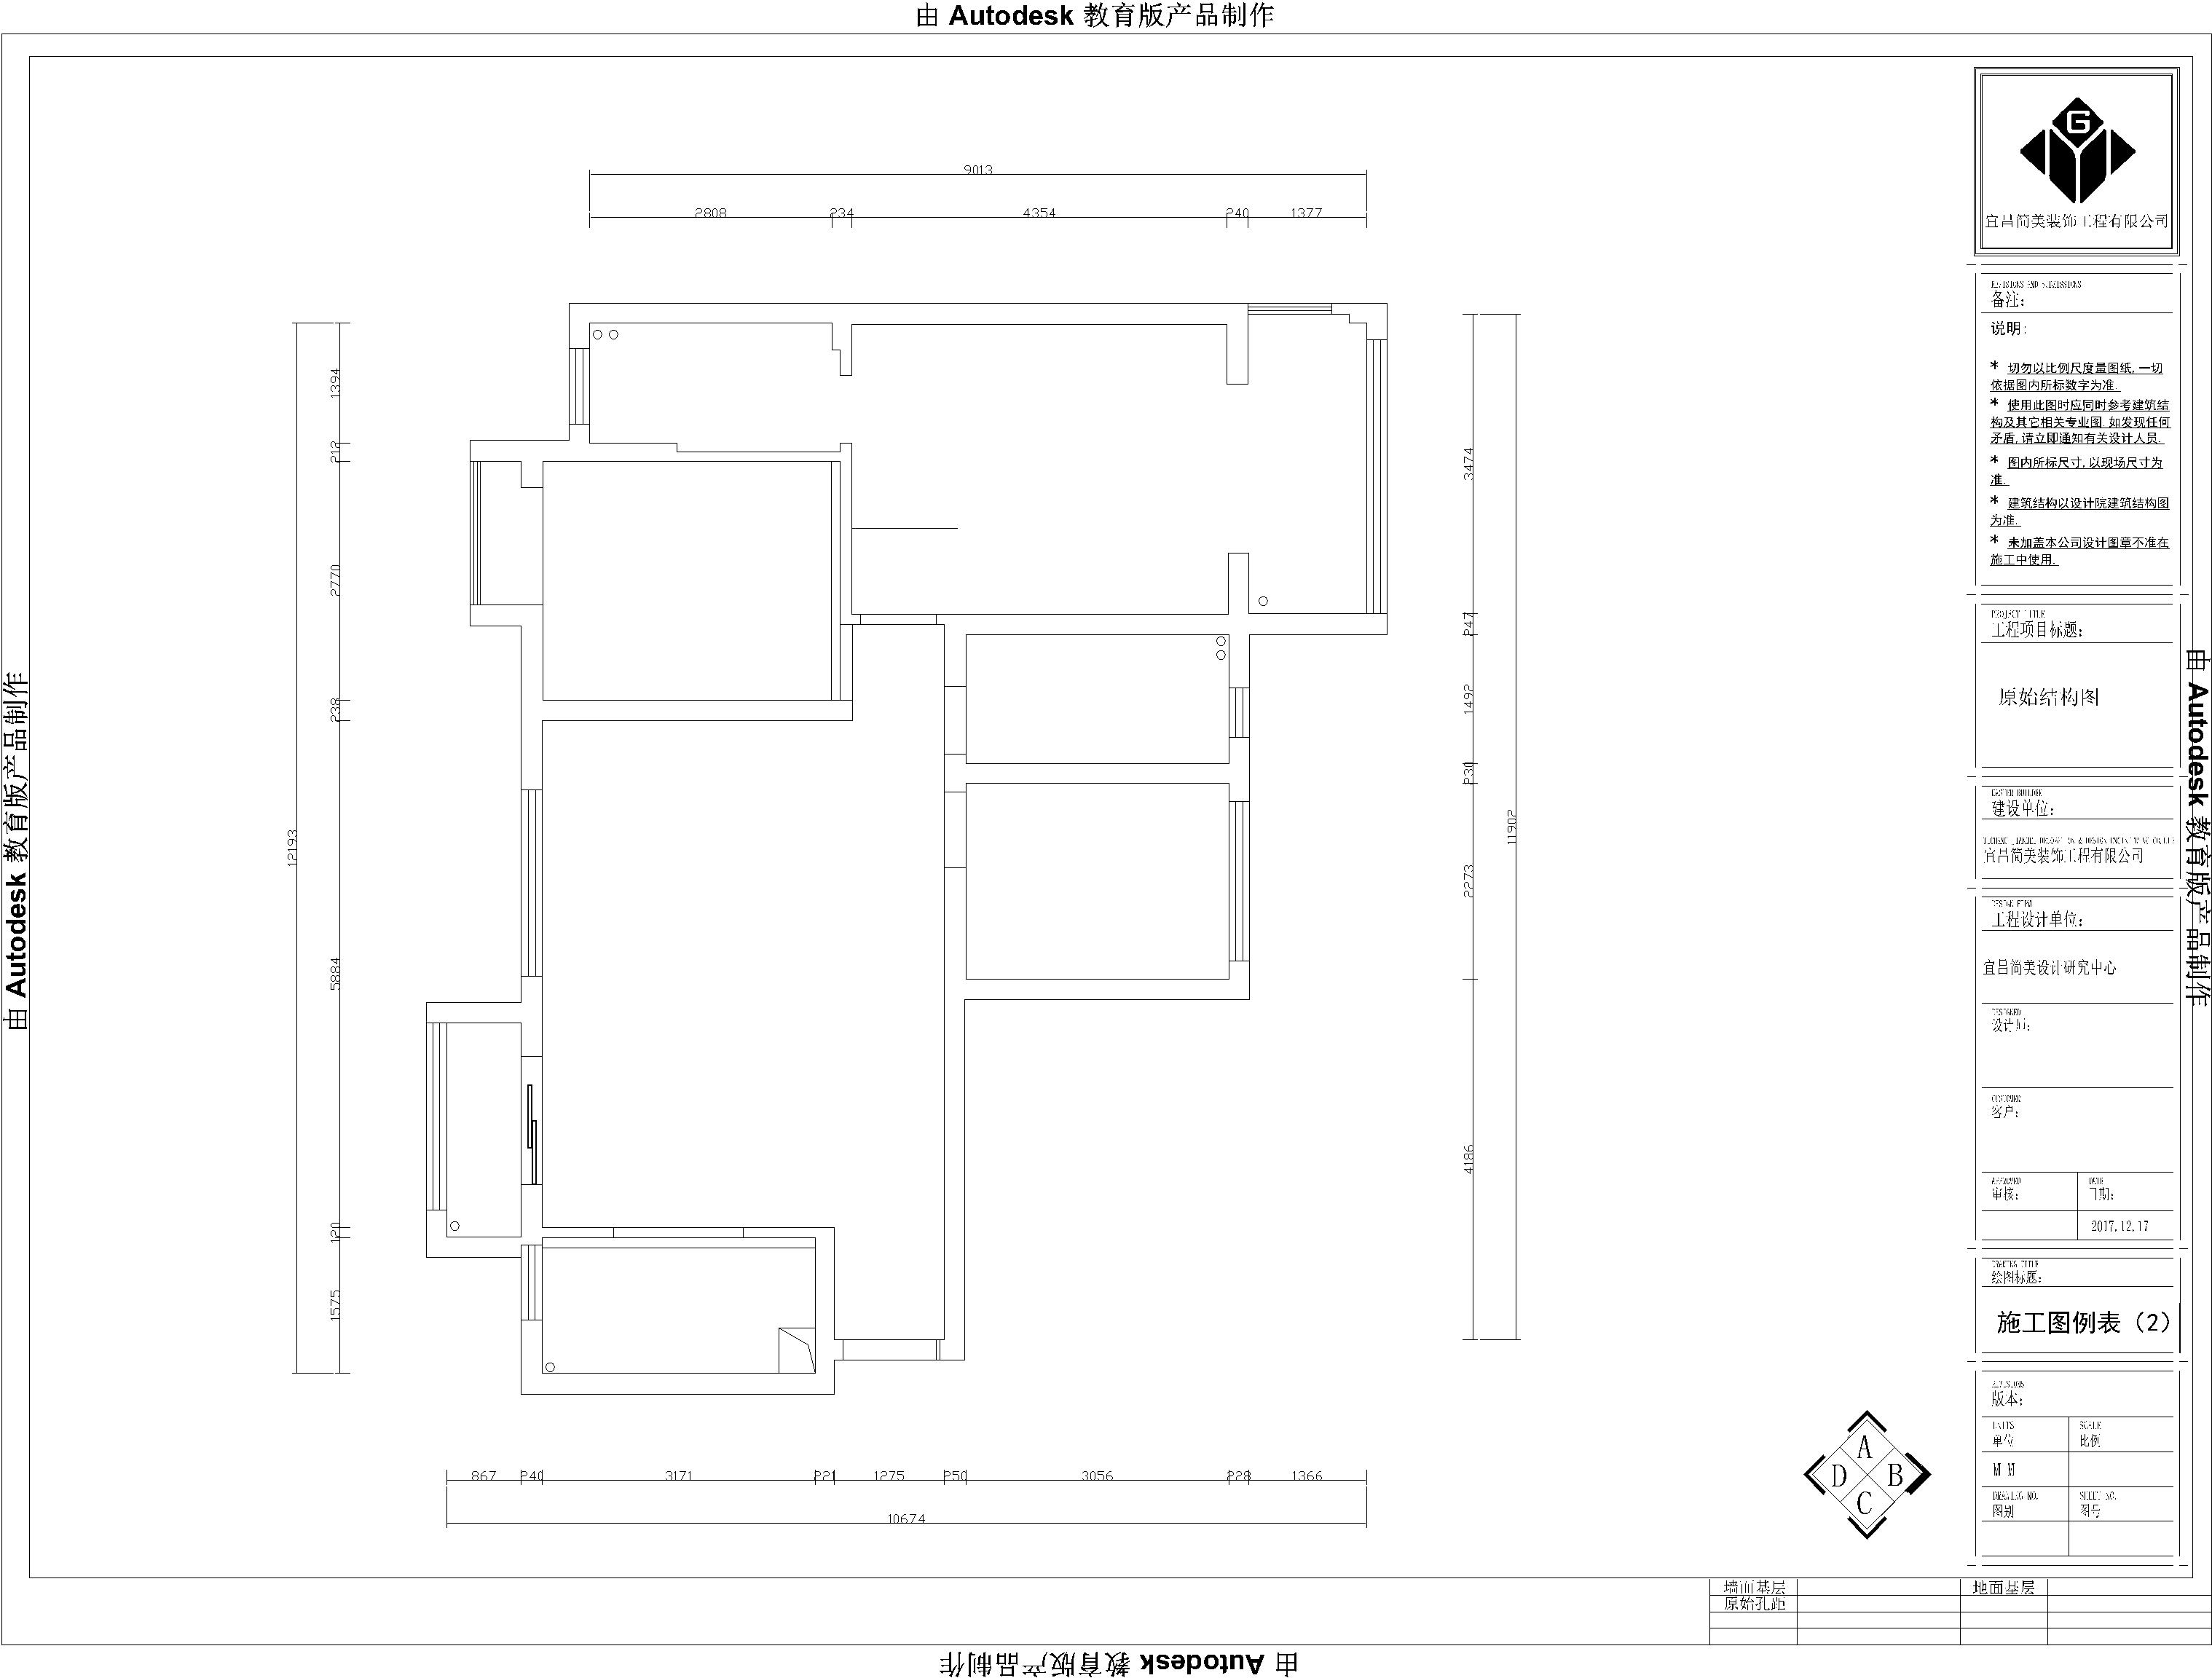 由 Autodesk 教育版产品制作
9013
2808
234
4354
240
1377
1394
212
2770
238
5884
120
1575
12193
3474
247
1492
230
2273
4186
11902
867
240
3171
221
1275
250
3056
228
1366
10674
A
B
C
D
G
宜昌简美装饰工程有限公司
备注:
说明:
* 切勿以比例尺度量图纸,一切
依据图内所标数字为准.
* 使用此图时应同时参考建筑结
构及其它相关专业图.如发现任何
矛盾,请立即通知有关设计人员.
* 图内所标尺寸,以现场尺寸为
准.
* 建筑结构以设计院建筑结构图
为准.
* 未加盖本公司设计图章不准在
施工中使用.
PROJECT TITLE
工程项目标题:
原始结构图
建设单位:
宜昌简美装饰工程有限公司
工程设计单位:
宜昌简美设计研究中心
DESIGNED
设计师:
CUSTOMER
客户:
APPROVED
审核:
DATE
日期:
2017.12.17
DRAWING TITLE
绘图标题:
施工图例表（2）
版本:
UNITS
单位
SCALE
比例
M M
DRAWING NO.
图别
SHEET NO.
图号
墙面基层
地面基层
原始孔距
由 Autodesk 教育版产品制作
由 Autodesk 教育版产品制作
由 Autodesk 教育版产品制作